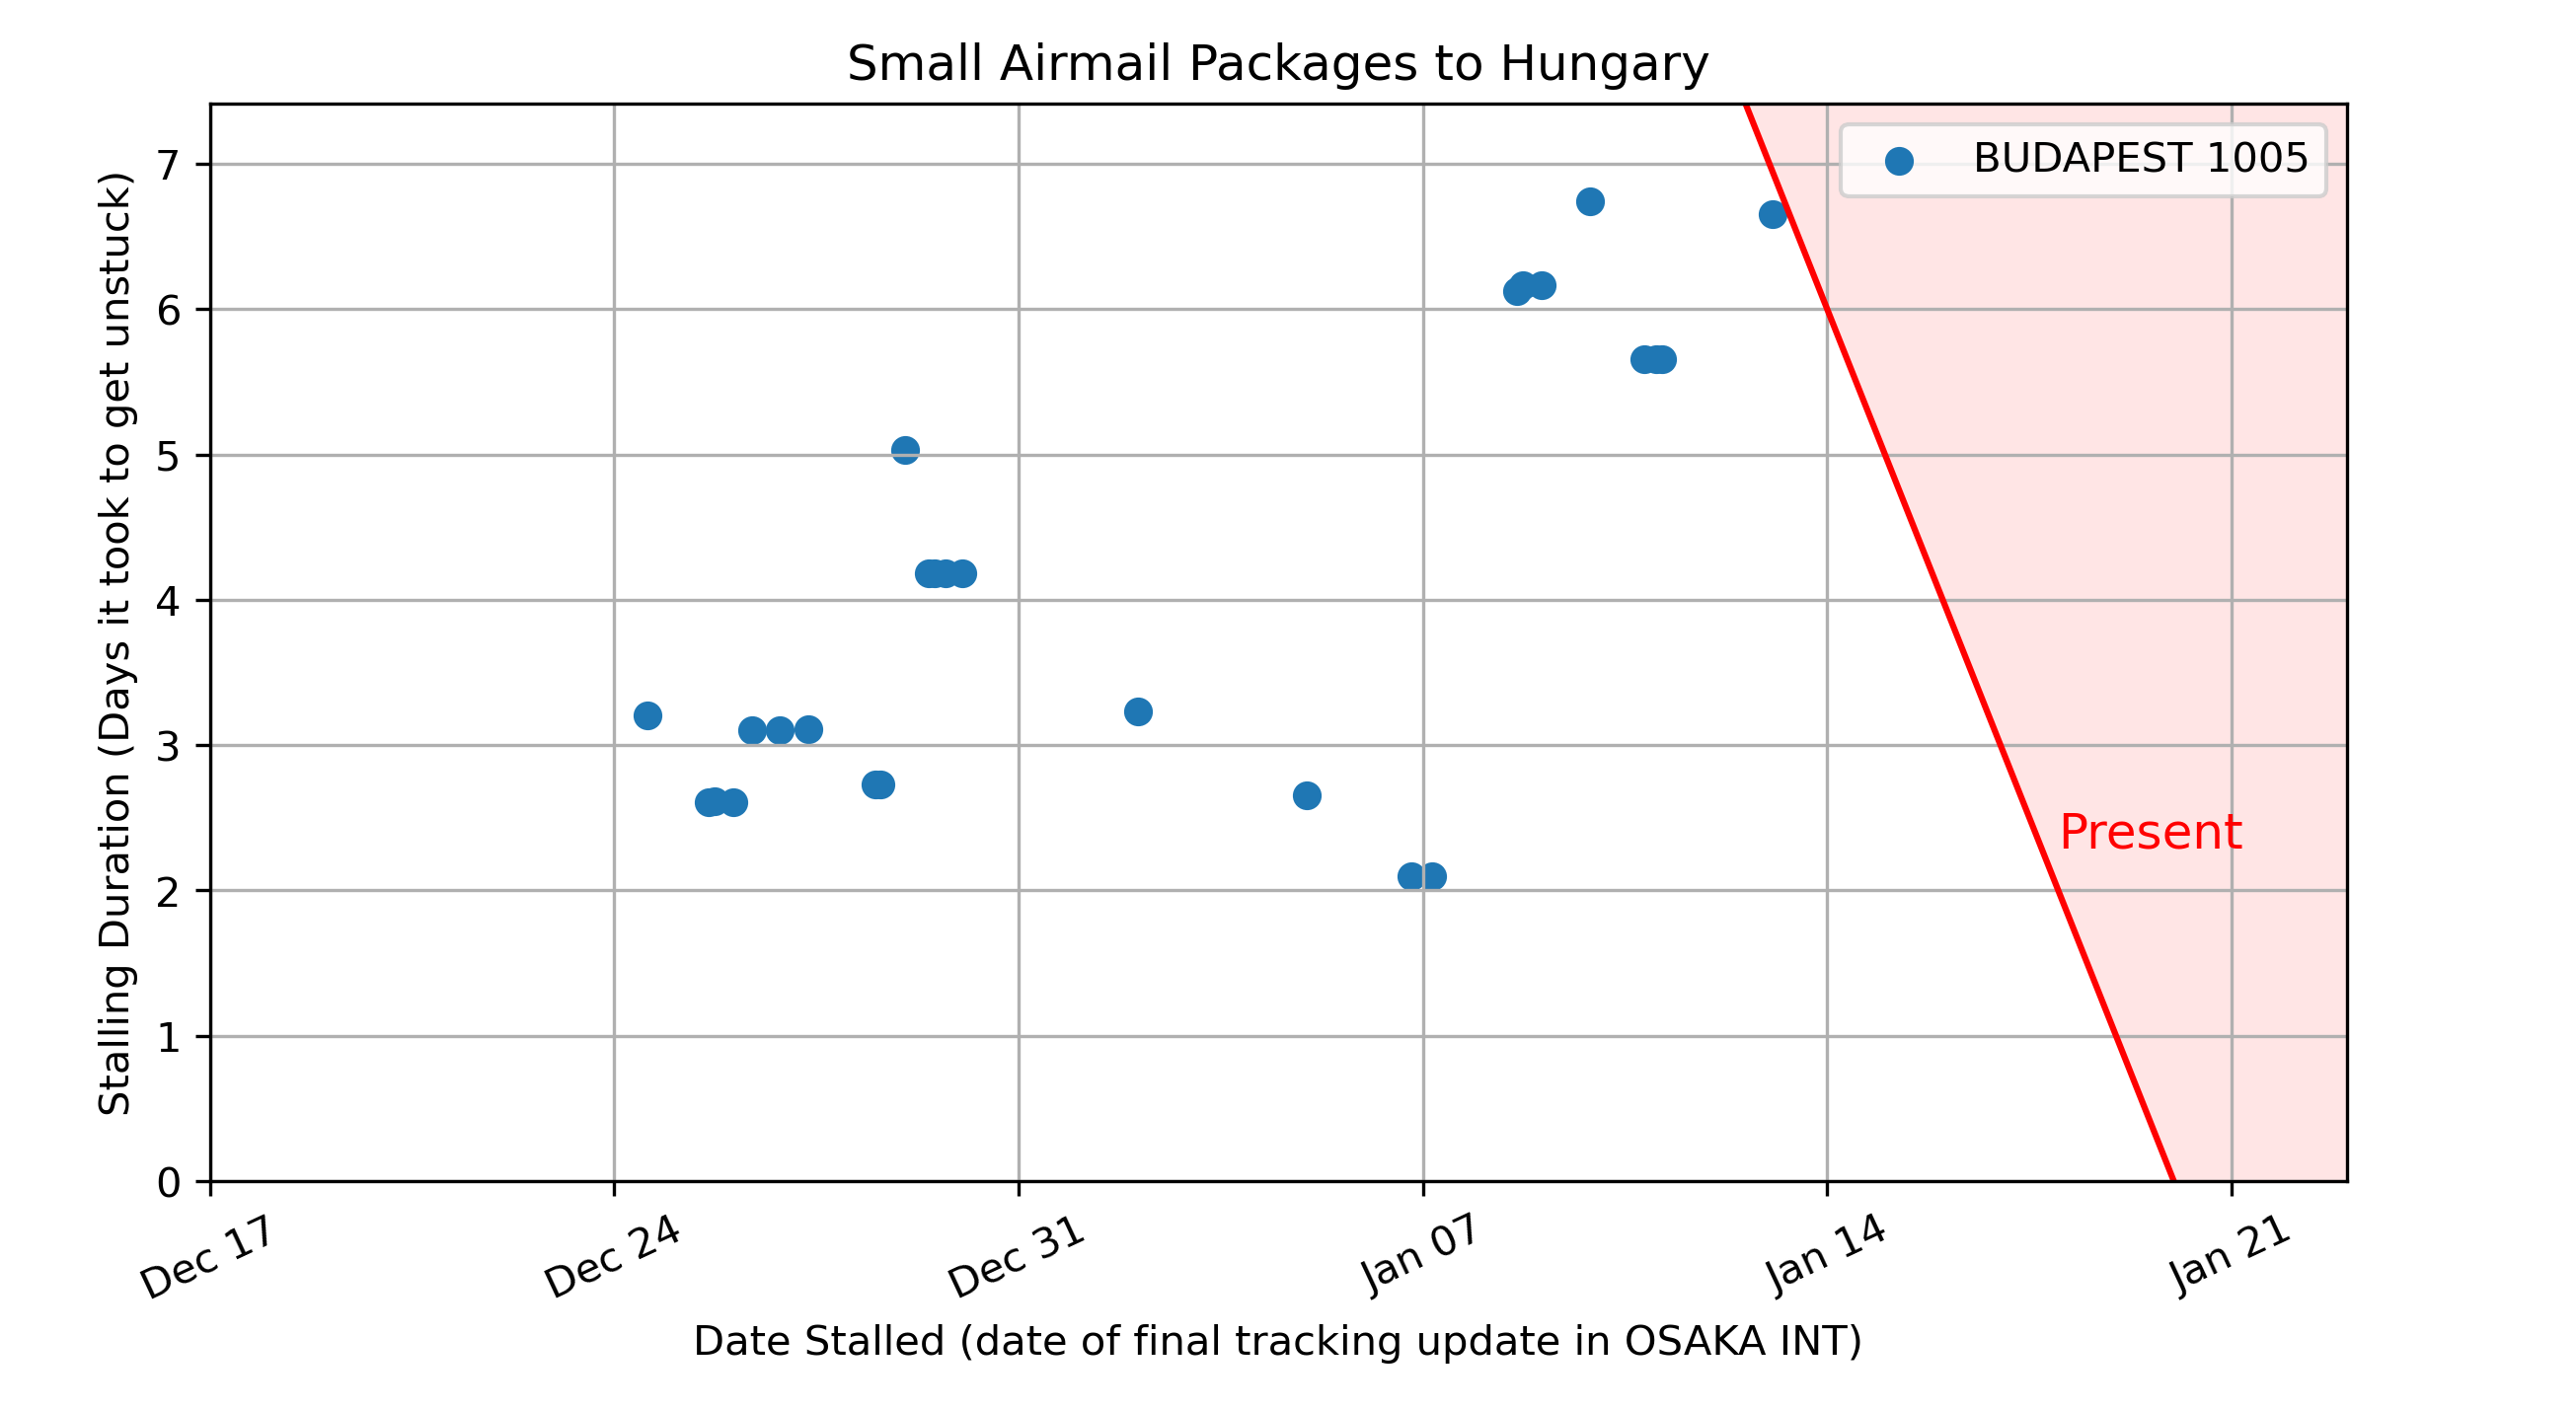 Small Airmail Packages to Hungary
Stalling Duration (Days it took to get unstuck)
7
6
5
4
3
2
1
0
BUDAPEST 1005
Present
Dec 17
Dec 24
Dec 31
Jan 07
Jan 14
Jan 21
Date Stalled (date of final tracking update in OSAKA INT)